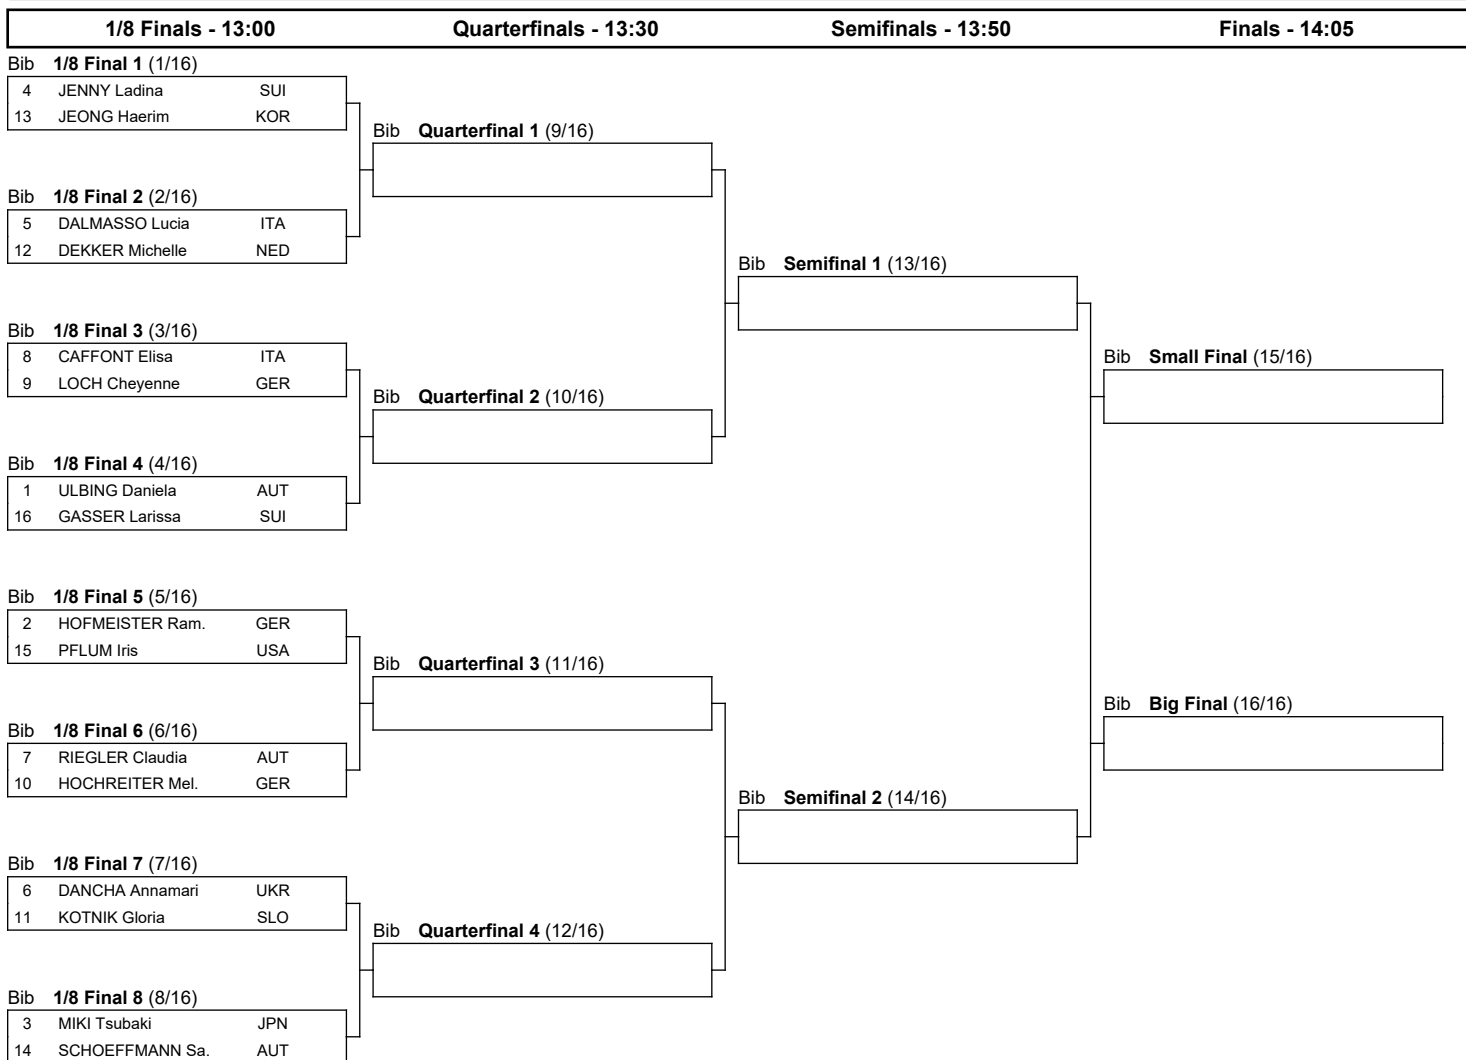 1/8 Finals - 13:00 Quarterfinals - 13:30 Semifinals - 13:50 Finals - 14:05
Bib 1/8 Final 1 (1/16)
4 JENNY Ladina SUI
13 JEONG Haerim KOR
Bib Quarterfinal 1 (9/16)
Bib 1/8 Final 2 (2/16)
5 DALMASSO Lucia ITA
12 DEKKER Michelle NED
Bib Semifinal 1 (13/16)
Bib 1/8 Final 3 (3/16)
8 CAFFONT Elisa ITA
Bib Small Final (15/16)
9 LOCH Cheyenne GER
Bib Quarterfinal 2 (10/16)
Bib 1/8 Final 4 (4/16)
1 ULBING Daniela AUT
16 GASSER Larissa SUI
Bib 1/8 Final 5 (5/16)
2 HOFMEISTER Ram. GER
15 PFLUM Iris USA
Bib Quarterfinal 3 (11/16)
Bib Big Final (16/16)
Bib 1/8 Final 6 (6/16)
7 RIEGLER Claudia AUT
10 HOCHREITER Mel. GER
Bib Semifinal 2 (14/16)
Bib 1/8 Final 7 (7/16)
6 DANCHA Annamari UKR
11 KOTNIK Gloria SLO
Bib Quarterfinal 4 (12/16)
Bib 1/8 Final 8 (8/16)
3 MIKI Tsubaki JPN
14 SCHOEFFMANN Sa. AUT